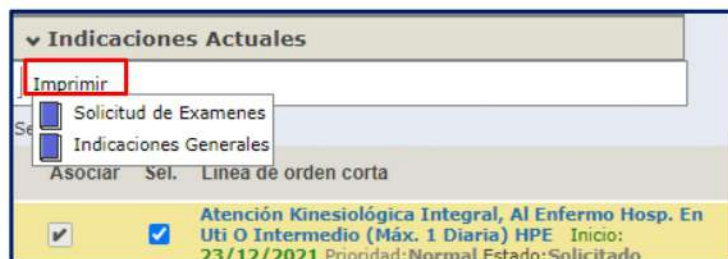 Indicaciones Actuales
Imprimir
Solicitud de Examenes
Se
Indicaciones Generales
Asociar Sel. Línea de orden corta
Atención Kinesiológica Integral, Al Enfermo Hosp. En
Uti O Intermedio (Máx. 1 Diaria) HPE Inicio:
23/12/2021 Prioridad:Normal Estado:Solicitado